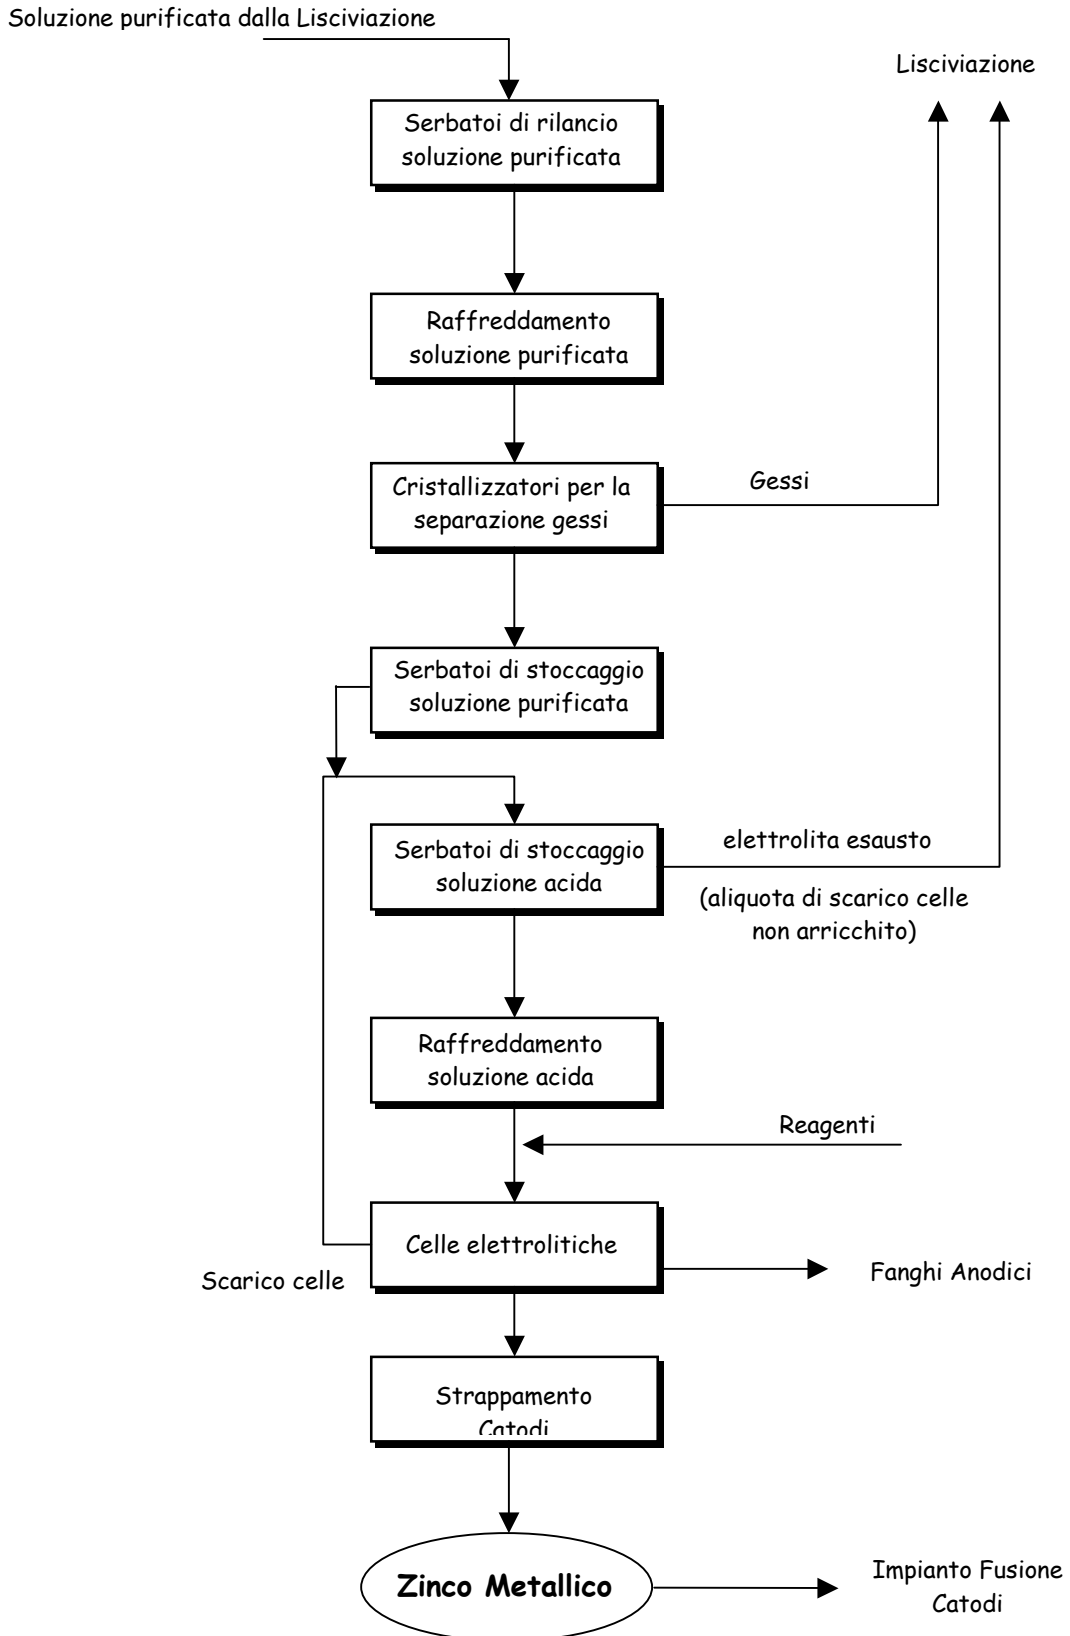 Soluzione purificata dalla Lisciviazione
Lisciviazione
Serbatoi di rilancio
soluzione purificata
Raffreddamento
soluzione purificata
Cristallizzatori per la
separazione gessi
Gessi
Serbatoi di stoccaggio
soluzione purificata
Serbatoi di stoccaggio
soluzione acida
elettrolita esausto
(aliquota di scarico celle
non arricchito)
Raffreddamento
soluzione acida
Reagenti
Celle elettrolitiche
Scarico celle
Fanghi Anodici
Strappamento
Catodi
Zinco Metallico
Impianto Fusione
Catodi